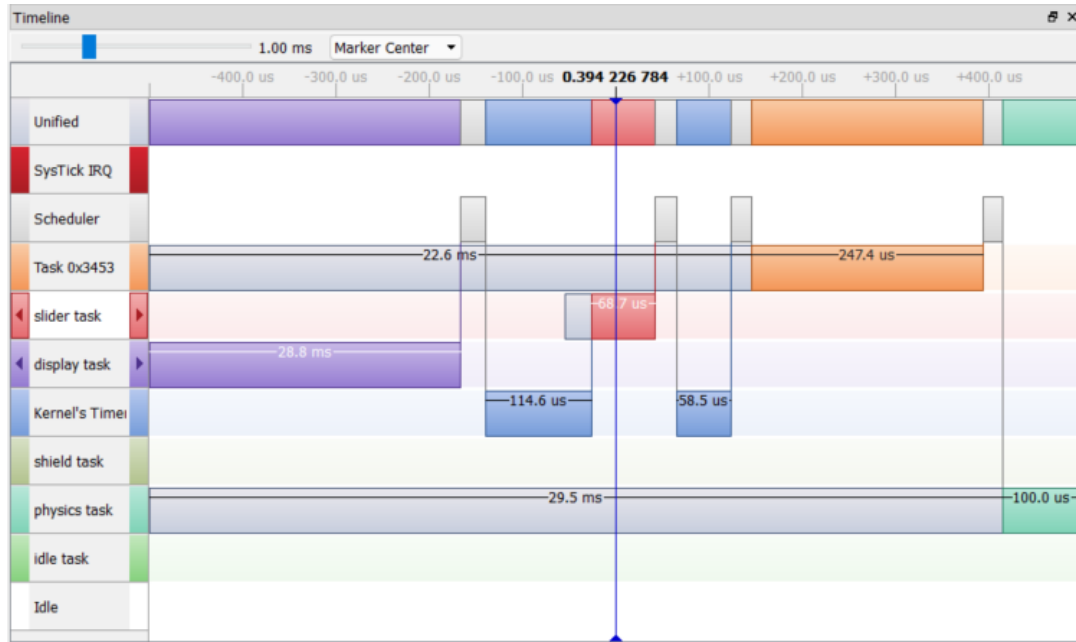 Timeline
1.00 ms Marker Center
-400.0 us -300.0 us -200.0 us -100.0 us 0.394 226 784 +100.0 us +200.0 us +300.0 us +400.0 us
Unified
SysTick IRQ
Scheduler
Task 0x3453 22.6 ms 247.4 us
slider task 68.7 us
display task 28.8 ms
Kernel's Timer 114.6 us 58.5 us
shield task
physics task 29.5 ms 100.0 us
idle task
Idle